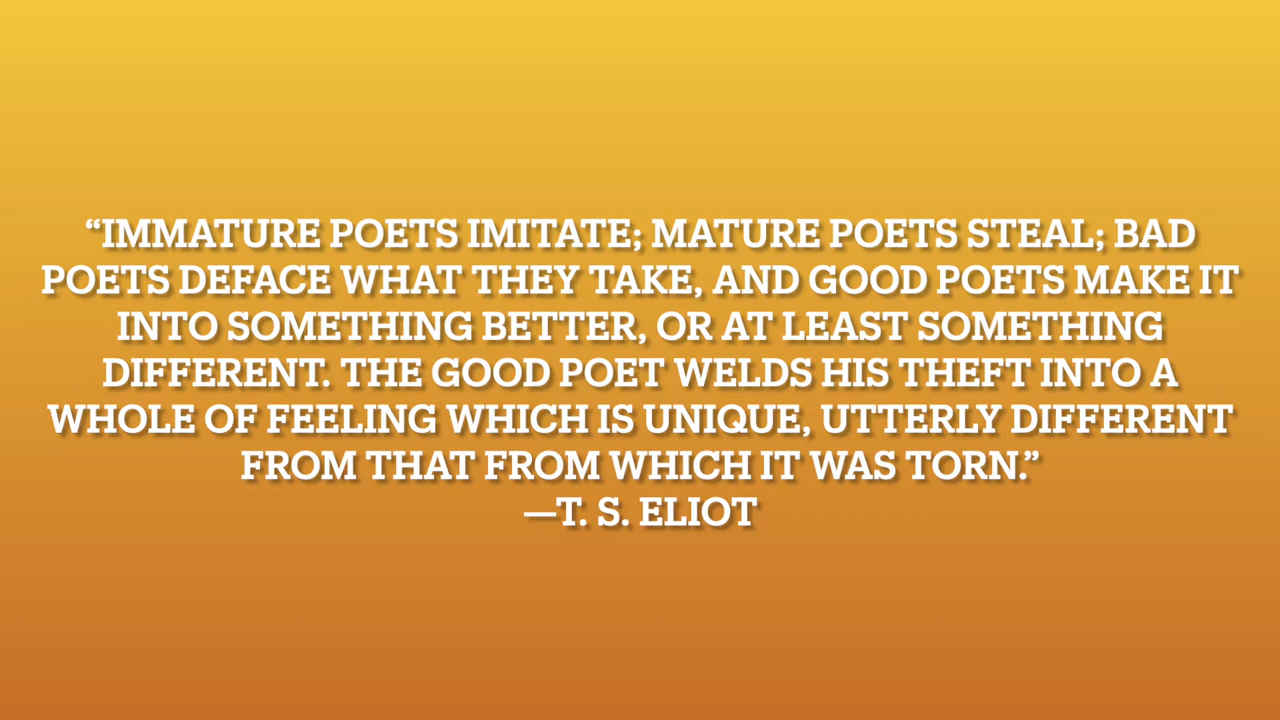 “IMMATURE POETS IMITATE; MATURE POETS STEAL; BAD
POETS DEFACE WHAT THEY TAKE, AND GOOD POETS MAKE IT
INTO SOMETHING BETTER, OR AT LEAST SOMETHING
DIFFERENT. THE GOOD POET WELDS HIS THEFT INTO A
WHOLE OF FEELING WHICH IS UNIQUE, UTTERLY DIFFERENT
FROM THAT FROM WHICH IT WAS TORN.”
—T. S. ELIOT